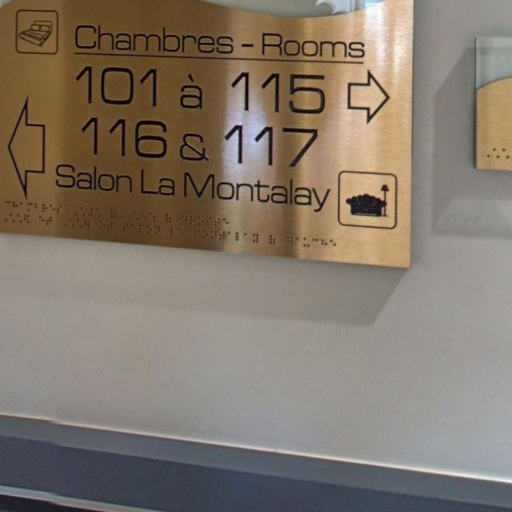 Chambres - Rooms
101 à 115
116 & 117
Salon La Montalay